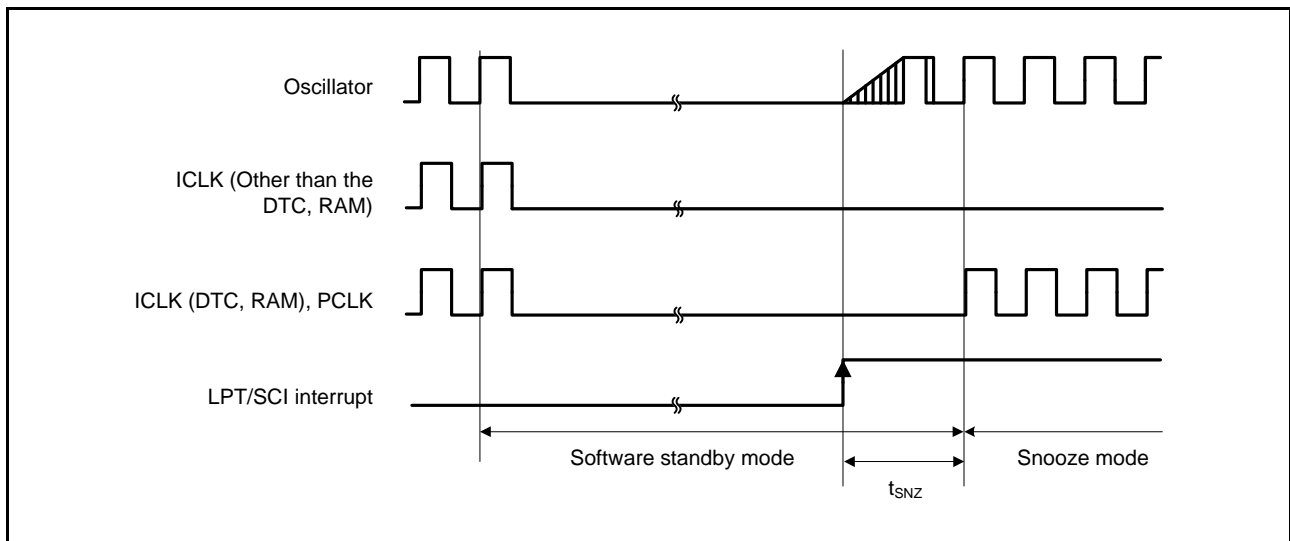 Oscillator
ICLK (Other than the
DTC, RAM)
ICLK (DTC, RAM), PCLK
LPT/SCI interrupt
Software standby mode
Snooze mode
tSNZ